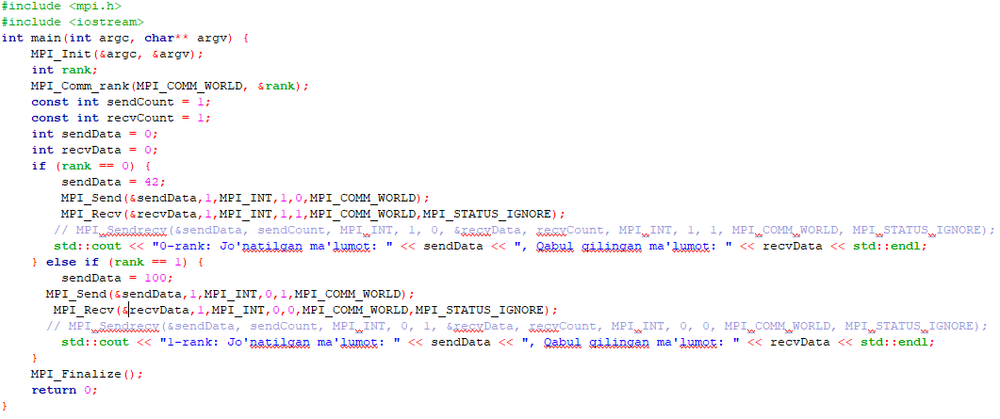 #include <mpi.h>
#include <iostream>
int main(int argc, char** argv) {
    MPI_Init(&argc, &argv);
    int rank;
    MPI_Comm_rank(MPI_COMM_WORLD, &rank);
    const int sendCount = 1;
    const int recvCount = 1;
    int sendData = 0;
    int recvData = 0;
    if (rank == 0) {
        sendData = 42;
        MPI_Send(&sendData,1,MPI_INT,1,0,MPI_COMM_WORLD);
        MPI_Recv(&recvData,1,MPI_INT,1,1,MPI_COMM_WORLD,MPI_STATUS_IGNORE);
       // MPI_Sendrecv(&sendData, sendCount, MPI_INT, 1, 0, &recvData, recvCount, MPI_INT, 1, 1, MPI_COMM_WORLD, MPI_STATUS_IGNORE);
       std::cout << "0-rank: Jo'natilgan ma'lumot: " << sendData << ", Qabul qilingan ma'lumot: " << recvData << std::endl;
    } else if (rank == 1) {
        sendData = 100;
      MPI_Send(&sendData,1,MPI_INT,0,1,MPI_COMM_WORLD);
       MPI_Recv(&recvData,1,MPI_INT,0,0,MPI_COMM_WORLD,MPI_STATUS_IGNORE);
      // MPI_Sendrecv(&sendData, sendCount, MPI_INT, 0, 1, &recvData, recvCount, MPI_INT, 0, 0, MPI_COMM_WORLD, MPI_STATUS_IGNORE);
        std::cout << "1-rank: Jo'natilgan ma'lumot: " << sendData << ", Qabul qilingan ma'lumot: " << recvData << std::endl;
    }
    MPI_Finalize();
    return 0;
}